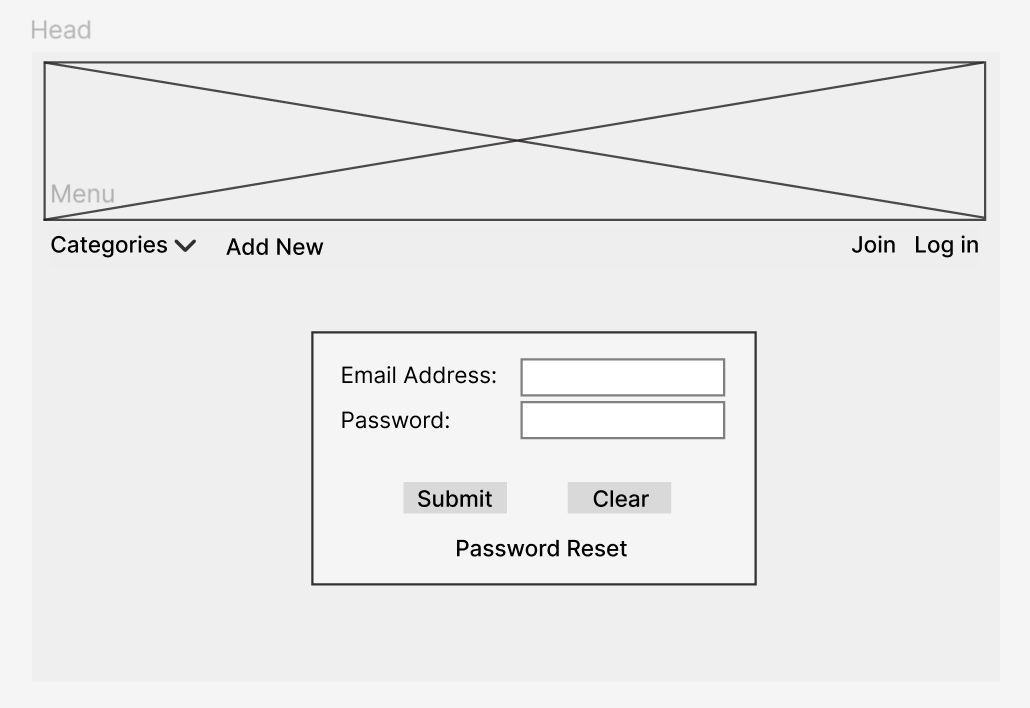 Head
Menu
Categories Add New Join Log in
Email Address:
Password:
Submit Clear
Password Reset